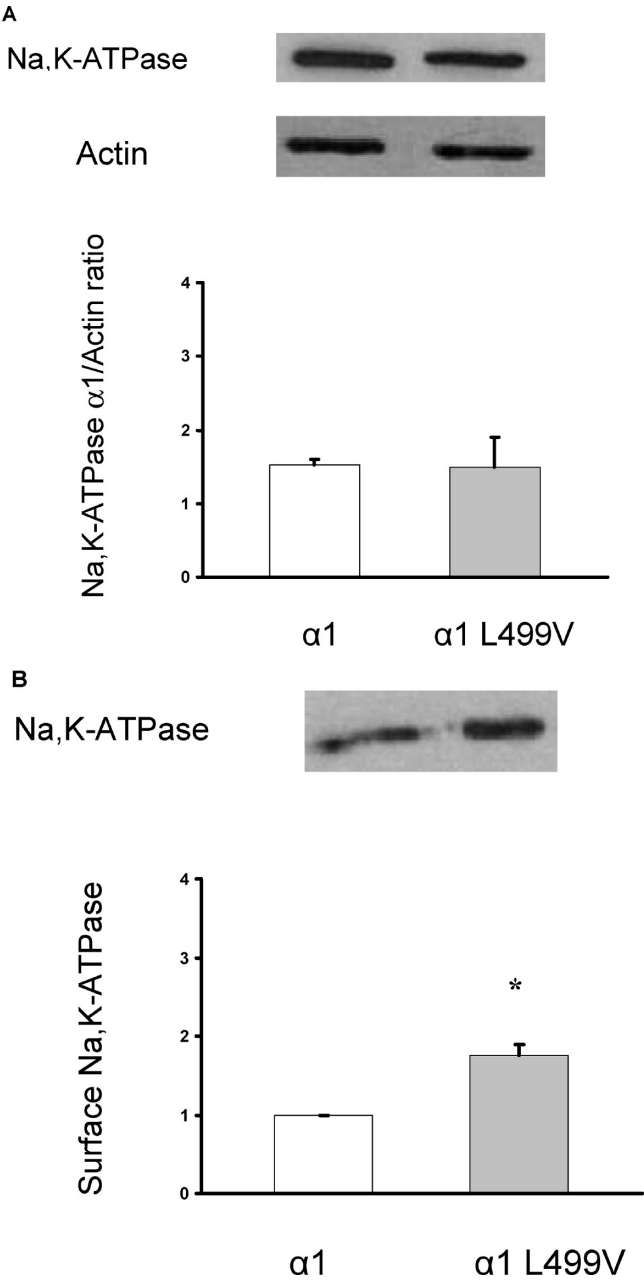 A
Na,K-ATPase
Actin
Na,K-ATPase α1/Actin ratio
4
3
2
1
0
α1 α1 L499V
B
Na,K-ATPase
Surface Na,K-ATPase
4
3
2
1
0
*
α1 α1 L499V